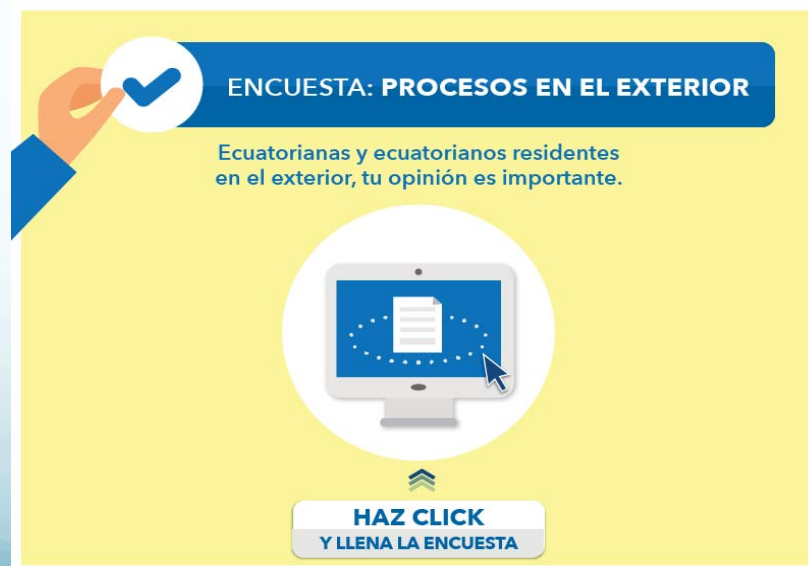 ENCUESTA: PROCESOS EN EL EXTERIOR
Ecuatorianas y ecuatorianos residentes
en el exterior, tu opinión es importante.
HAZ CLICK
Y LLENA LA ENCUESTA